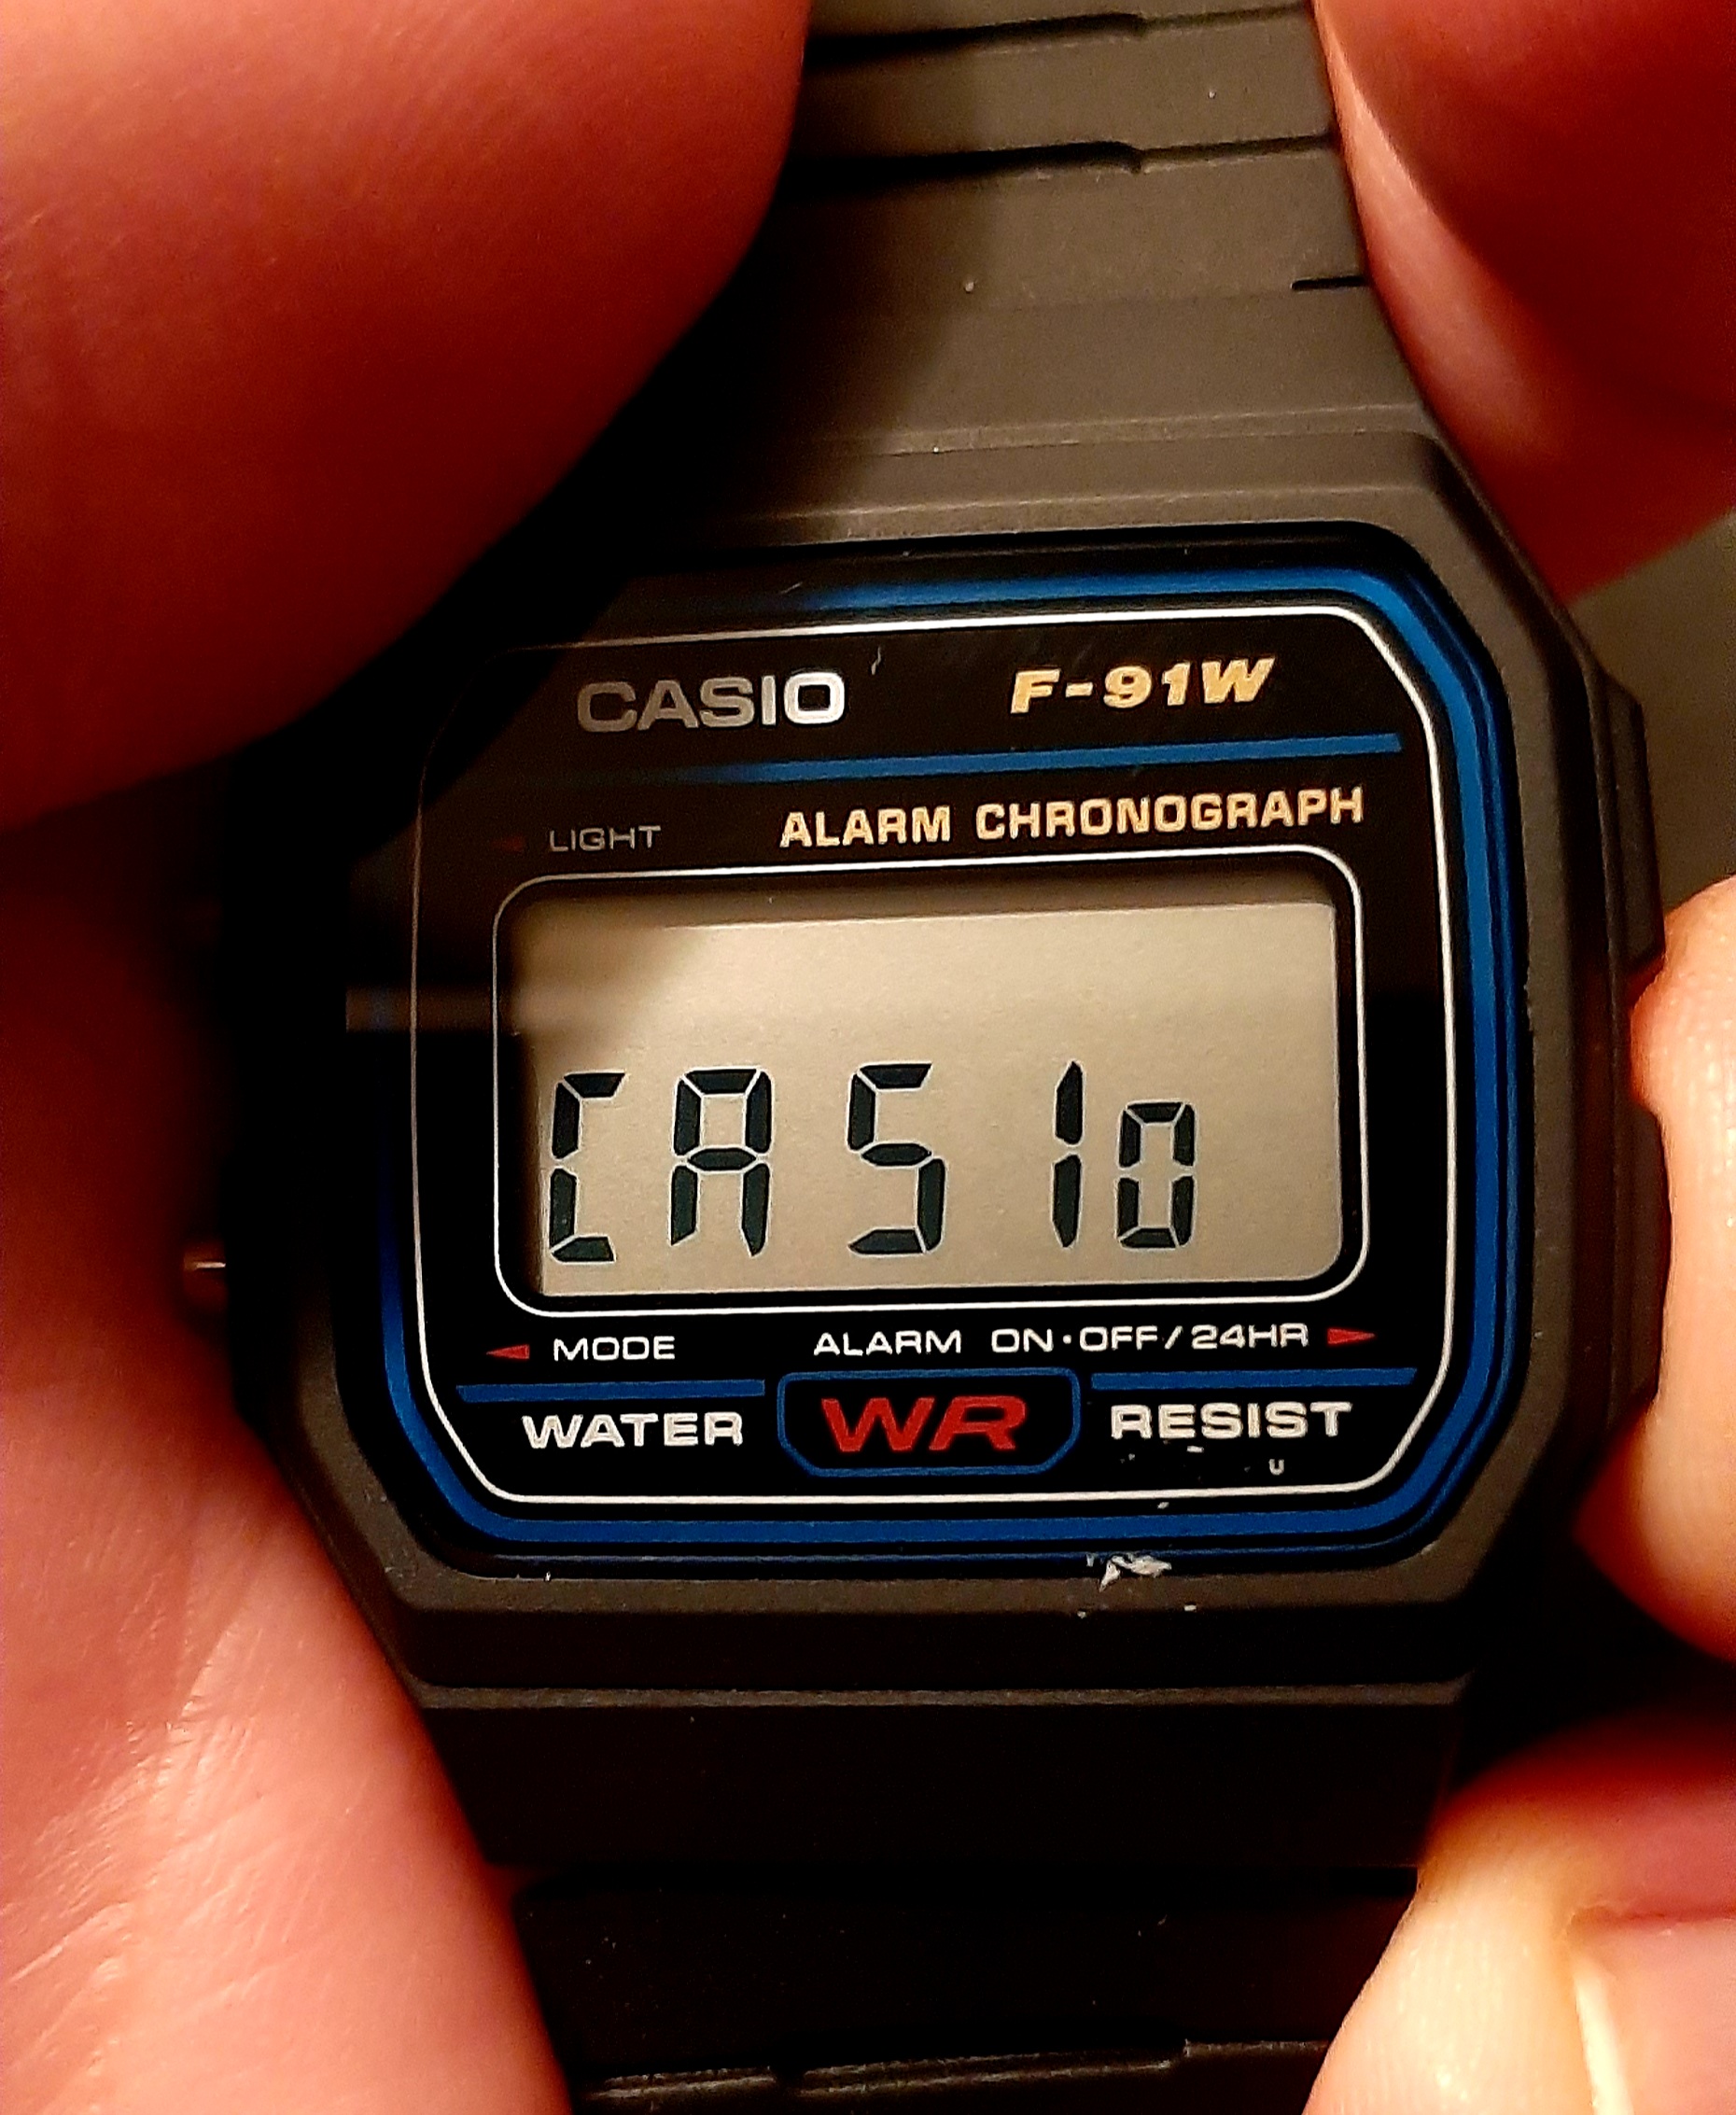 CASIO F-91W
LIGHT ALARM CHRONOGRAPH
CASIo
MODE ALARM ON·OFF/24HR
WATER WR RESIST
U